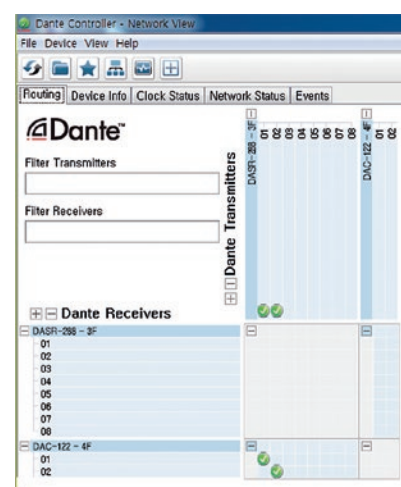 Dante Controller - Network View
File Device View Help
Routing Device Info Clock Status Network Status Events
Dante™
Filter Transmitters
Filter Receivers
Dante Transmitters
DASR-288 - 3F
01 02 03 04 05 06 07 08
DAC-122 - 4F
01 02
Dante Receivers
DASR-288 - 3F
01
02
03
04
05
06
07
08
DAC-122 - 4F
01
02